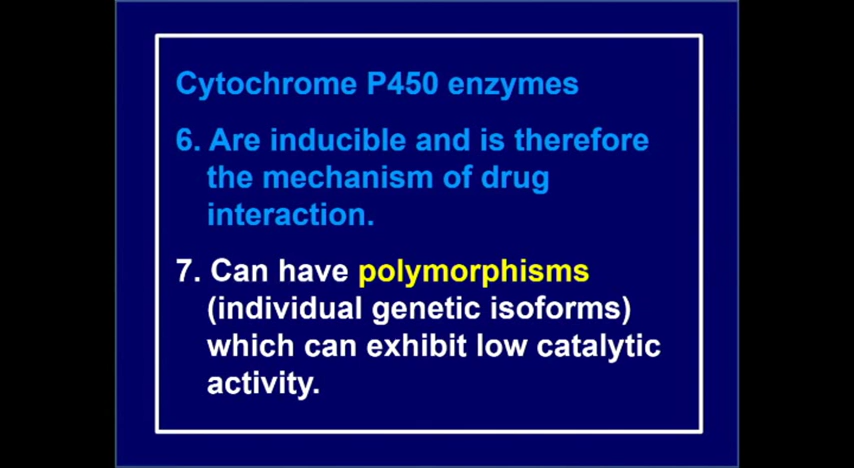 Cytochrome P450 enzymes
6. Are inducible and is therefore
the mechanism of drug
interaction.
7. Can have polymorphisms
(individual genetic isoforms)
which can exhibit low catalytic
activity.